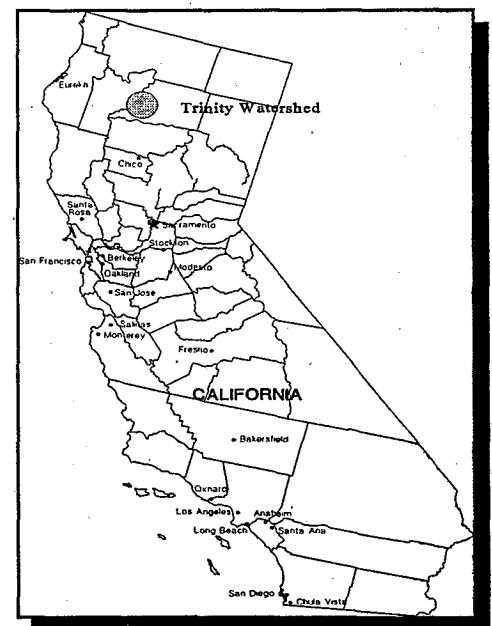 Eureka
Trinity Watershed
Chico
Santa
Rosa
Sacramento
Stockton
San Francisco
Berkeley
Oakland
Modesto
San Jose
Salinas
Monterey
Fresno
CALIFORNIA
Bakersfield
Oxnard
Los Angeles
Anaheim
Long Beach
Santa Ana
San Diego
Chula Vista